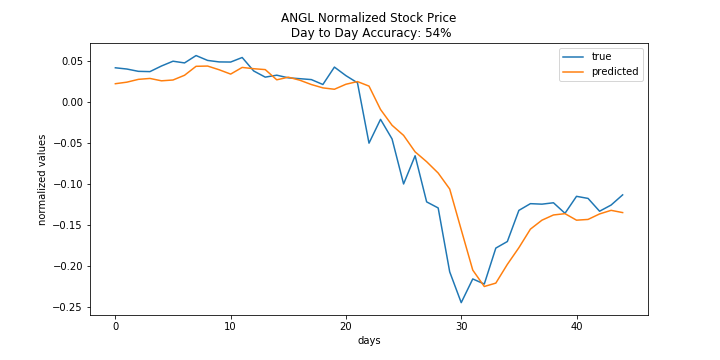 ANGL Normalized Stock Price
Day to Day Accuracy: 54%
true
predicted
0.05
0.00
−0.05
−0.10
−0.15
−0.20
−0.25
normalized values
0 10 20 30 40
days